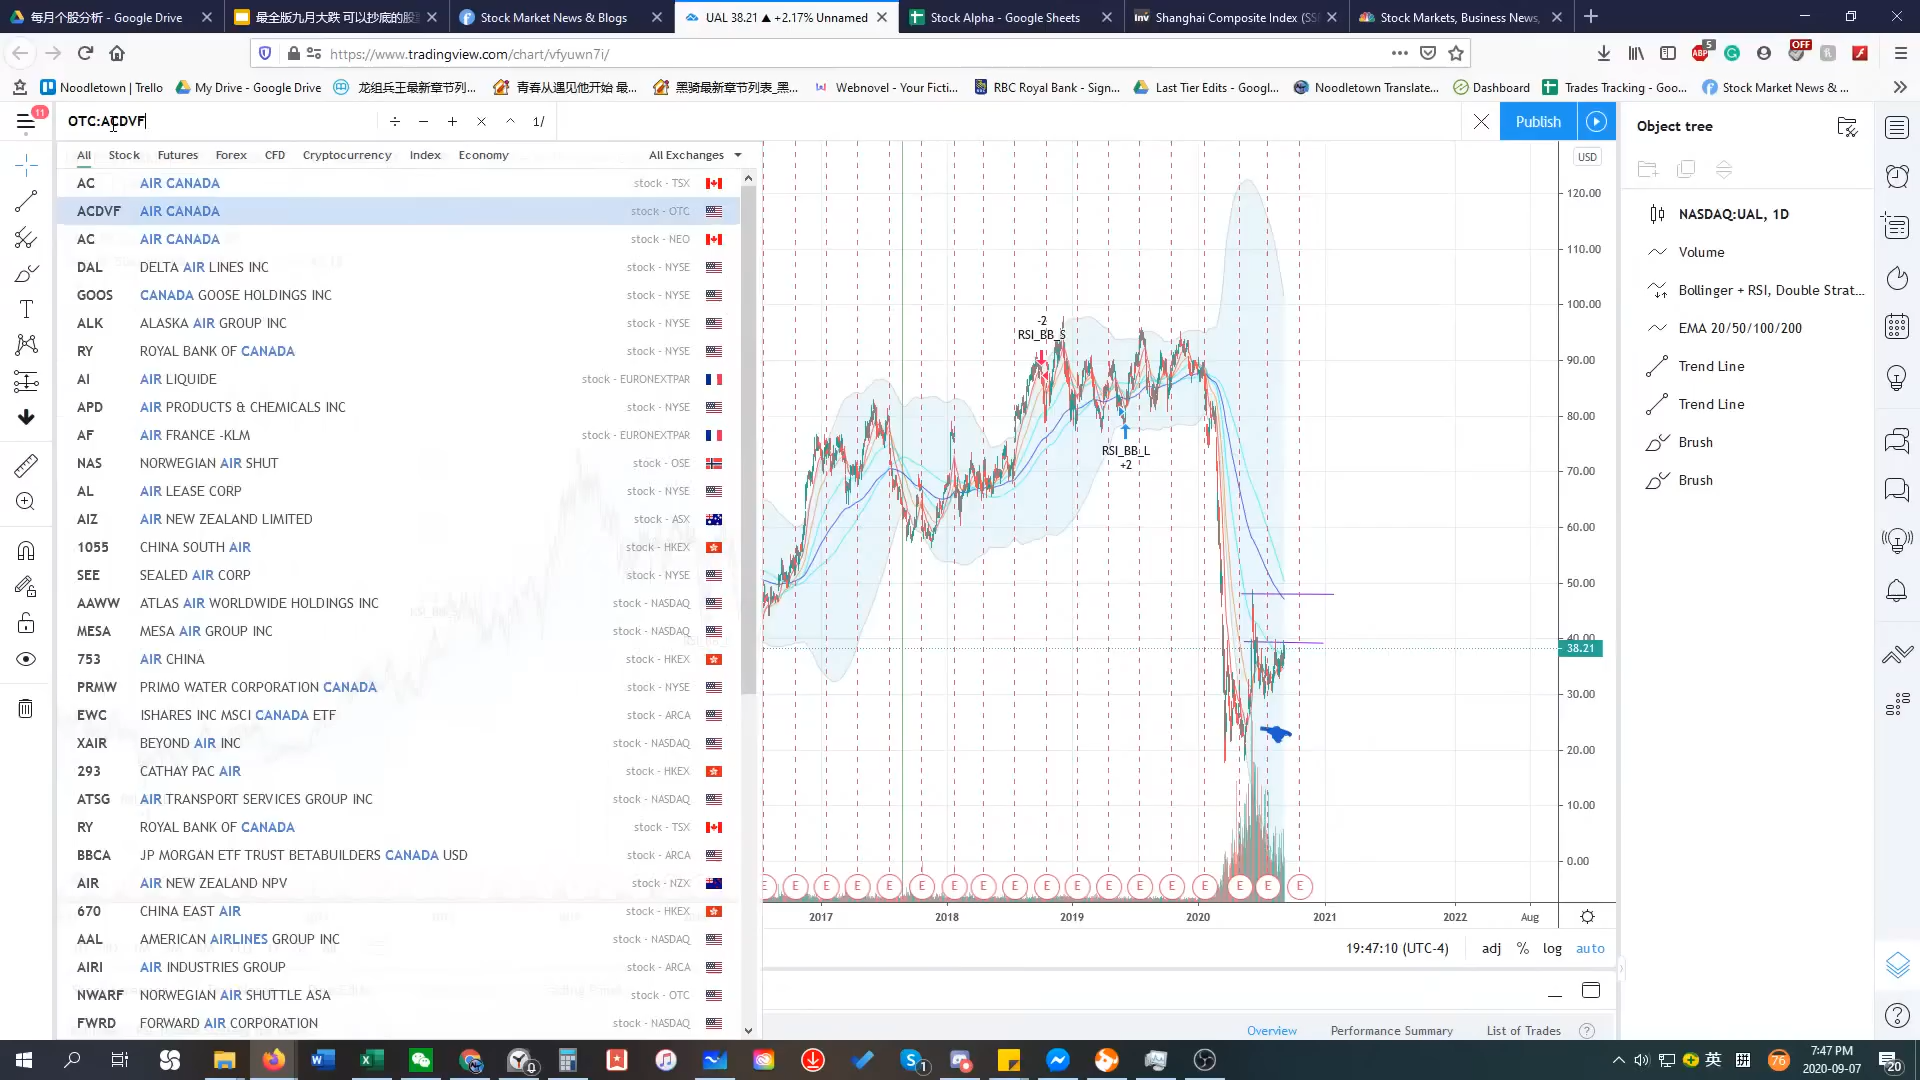 每月个股分析 - Google Drive
最全版九月大跌 可以抄底的股
Stock Market News & Blogs
UAL 38.21 ▲ +2.17% Unnamed
Stock Alpha - Google Sheets
Shanghai Composite Index (SS
Stock Markets, Business News,
https://www.tradingview.com/chart/vfyuwn7i/
5
OFF
Noodletown | Trello
My Drive - Google Drive
龙组兵王最新章节列...
青春从遇见他开始 最...
黑骑最新章节列表_黑...
Webnovel - Your Ficti...
RBC Royal Bank - Sign...
Last Tier Edits - Googl...
Noodletown Translate...
Dashboard
Trades Tracking - Goo...
Stock Market News & ...
11
OTC:ACDVF
1/
Publish
Object tree
All Stock Futures Forex CFD Cryptocurrency Index Economy All Exchanges
AC AIR CANADA stock - TSX
ACDVF AIR CANADA stock - OTC
AC AIR CANADA stock - NEO
DAL DELTA AIR LINES INC stock - NYSE
GOOS CANADA GOOSE HOLDINGS INC stock - NYSE
ALK ALASKA AIR GROUP INC stock - NYSE
RY ROYAL BANK OF CANADA stock - NYSE
AI AIR LIQUIDE stock - EURONEXTPAR
APD AIR PRODUCTS & CHEMICALS INC stock - NYSE
AF AIR FRANCE -KLM stock - EURONEXTPAR
NAS NORWEGIAN AIR SHUT stock - OSE
AL AIR LEASE CORP stock - NYSE
AIZ AIR NEW ZEALAND LIMITED stock - ASX
1055 CHINA SOUTH AIR stock - HKEX
SEE SEALED AIR CORP stock - NYSE
AAWW ATLAS AIR WORLDWIDE HOLDINGS INC stock - NASDAQ
MESA MESA AIR GROUP INC stock - NASDAQ
753 AIR CHINA stock - HKEX
PRMW PRIMO WATER CORPORATION CANADA stock - NYSE
EWC ISHARES INC MSCI CANADA ETF stock - ARCA
XAIR BEYOND AIR INC stock - NASDAQ
293 CATHAY PAC AIR stock - HKEX
ATSG AIR TRANSPORT SERVICES GROUP INC stock - NASDAQ
RY ROYAL BANK OF CANADA stock - TSX
BBCA JP MORGAN ETF TRUST BETABUILDERS CANADA USD stock - ARCA
AIR AIR NEW ZEALAND NPV stock - NZX
670 CHINA EAST AIR stock - HKEX
AAL AMERICAN AIRLINES GROUP INC stock - NASDAQ
AIRI AIR INDUSTRIES GROUP stock - ARCA
NWARF NORWEGIAN AIR SHUTTLE ASA stock - OTC
FWRD FORWARD AIR CORPORATION stock - NASDAQ
-2
RSI_BB_S
RSI_BB_L
+2
USD
120.00
110.00
100.00
90.00
80.00
70.00
60.00
50.00
40.00
38.21
30.00
20.00
10.00
0.00
E E E E E E E E E E E E E E E E E E
2017 2018 2019 2020 2021 2022 Aug
19:47:10 (UTC-4) adj % log auto
Overview Performance Summary List of Trades
NASDAQ:UAL, 1D
Volume
Bollinger + RSI, Double Strat...
EMA 20/50/100/200
Trend Line
Trend Line
Brush
Brush
英
76
7:47 PM
2020-09-07
20